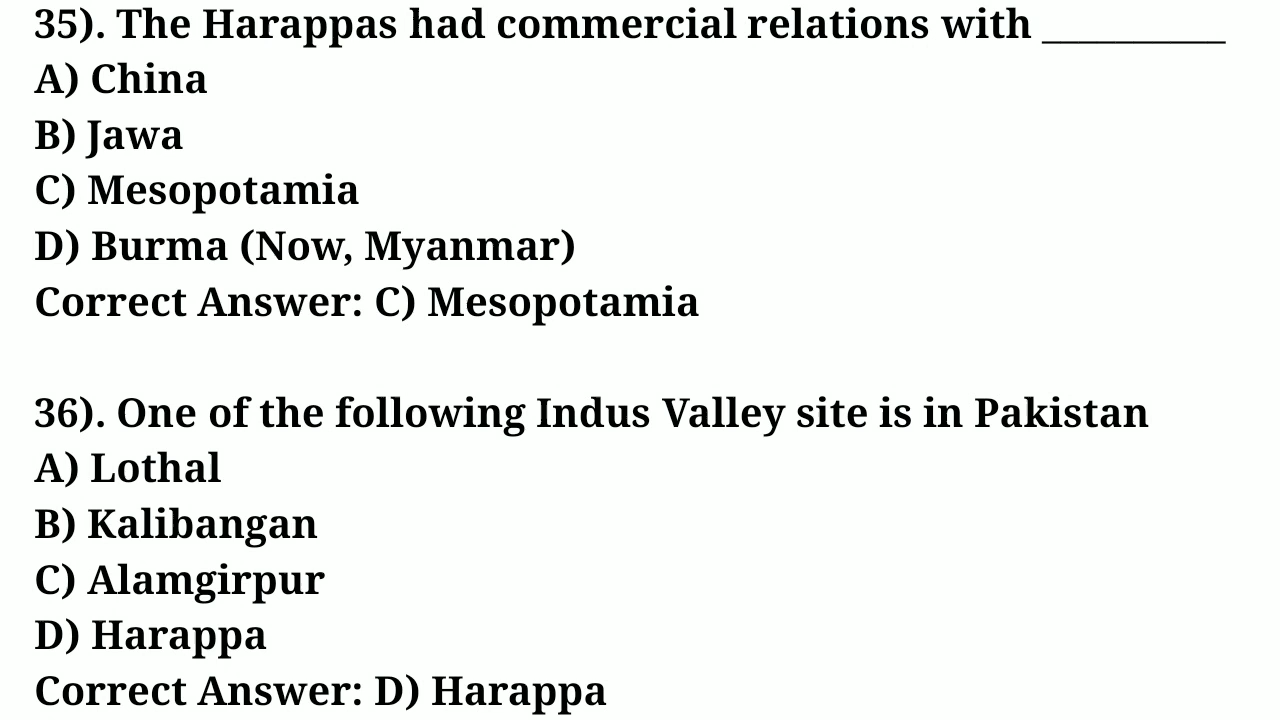 35). The Harappas had commercial relations with __________
A) China
B) Jawa
C) Mesopotamia
D) Burma (Now, Myanmar)
Correct Answer: C) Mesopotamia
36). One of the following Indus Valley site is in Pakistan
A) Lothal
B) Kalibangan
C) Alamgirpur
D) Harappa
Correct Answer: D) Harappa